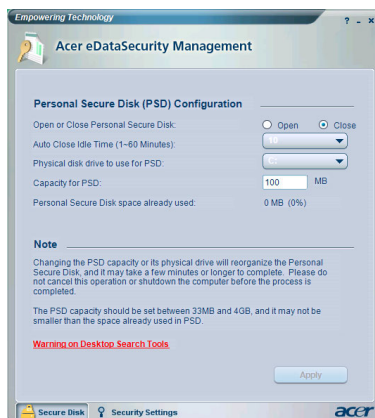 Empowering Technology
? - x
Acer eDataSecurity Management
Personal Secure Disk (PSD) Configuration
Open or Close Personal Secure Disk: Open Close
Auto Close Idle Time (1~60 Minutes): 10
Physical disk drive to use for PSD: C:\
Capacity for PSD: 100 MB
Personal Secure Disk space already used: 0 MB (0%)
Note
Changing the PSD capacity or its physical drive will reorganize the Personal
Secure Disk, and it may take a few minutes or longer to complete. Please do
not cancel this operation or shutdown the computer before the process is
completed.
The PSD capacity should be set between 33MB and 4GB, and it may not be
smaller than the space already used in PSD.
Warning on Desktop Search Tools
Apply
Secure Disk Security Settings acer